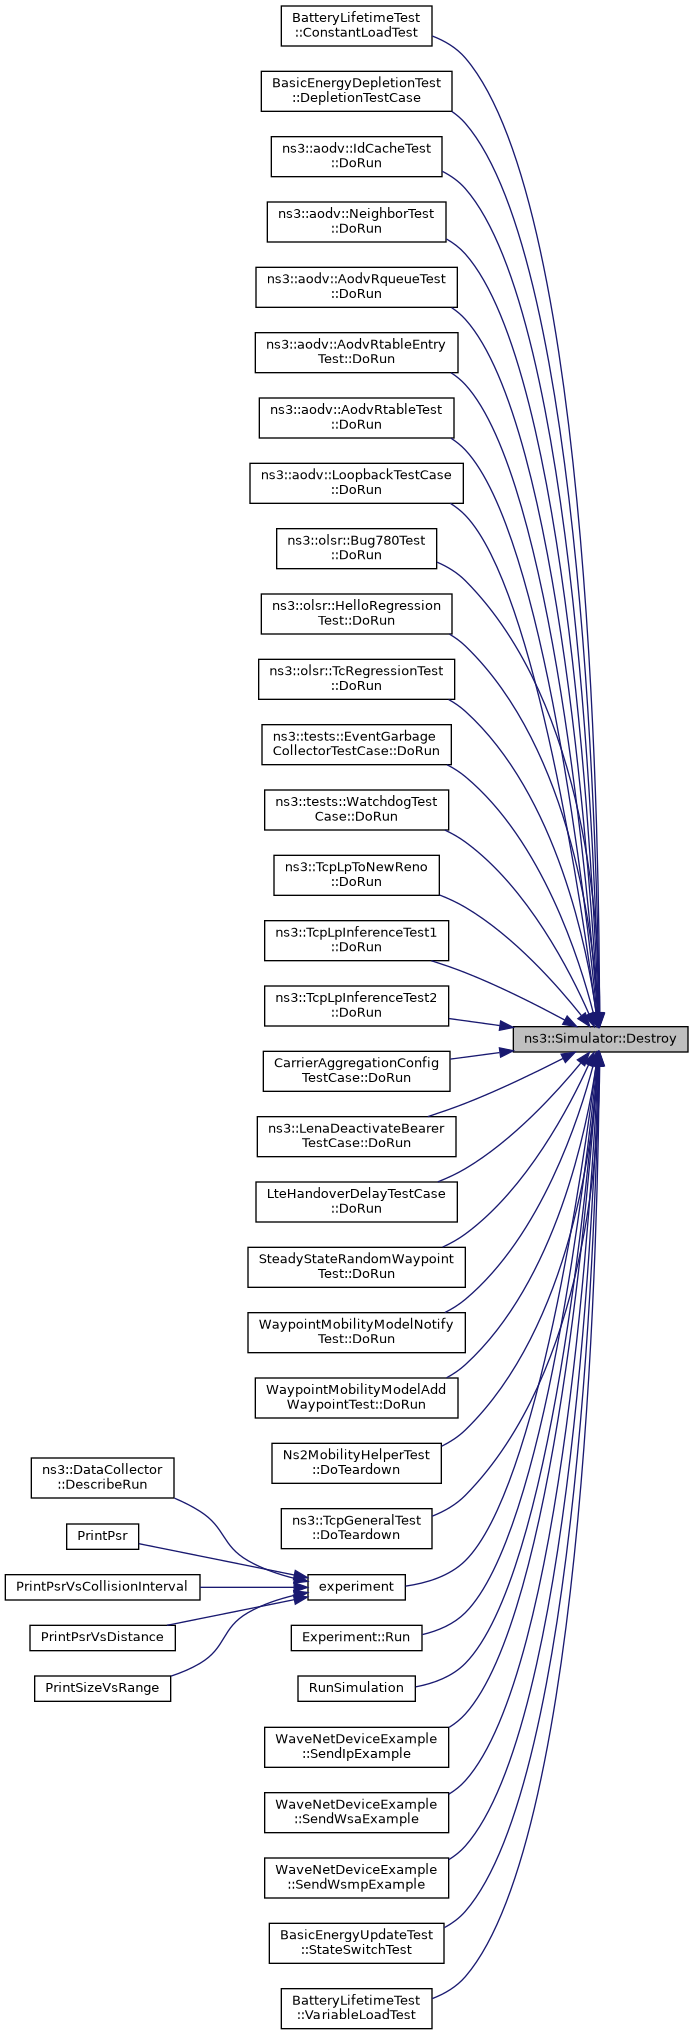 BatteryLifetimeTest
::ConstantLoadTest
BasicEnergyDepletionTest
::DepletionTestCase
ns3::aodv::IdCacheTest
::DoRun
ns3::aodv::NeighborTest
::DoRun
ns3::aodv::AodvRqueueTest
::DoRun
ns3::aodv::AodvRtableEntry
Test::DoRun
ns3::aodv::AodvRtableTest
::DoRun
ns3::aodv::LoopbackTestCase
::DoRun
ns3::olsr::Bug780Test
::DoRun
ns3::olsr::HelloRegression
Test::DoRun
ns3::olsr::TcRegressionTest
::DoRun
ns3::tests::EventGarbage
CollectorTestCase::DoRun
ns3::tests::WatchdogTest
Case::DoRun
ns3::TcpLpToNewReno
::DoRun
ns3::TcpLpInferenceTest1
::DoRun
ns3::TcpLpInferenceTest2
::DoRun
ns3::Simulator::Destroy
CarrierAggregationConfig
TestCase::DoRun
ns3::LenaDeactivateBearer
TestCase::DoRun
LteHandoverDelayTestCase
::DoRun
SteadyStateRandomWaypoint
Test::DoRun
WaypointMobilityModelNotify
Test::DoRun
WaypointMobilityModelAdd
WaypointTest::DoRun
Ns2MobilityHelperTest
::DoTeardown
ns3::TcpGeneralTest
::DoTeardown
ns3::DataCollector
::DescribeRun
PrintPsr
PrintPsrVsCollisionInterval
experiment
PrintPsrVsDistance
PrintSizeVsRange
Experiment::Run
RunSimulation
WaveNetDeviceExample
::SendIpExample
WaveNetDeviceExample
::SendWsaExample
WaveNetDeviceExample
::SendWsmpExample
BasicEnergyUpdateTest
::StateSwitchTest
BatteryLifetimeTest
::VariableLoadTest